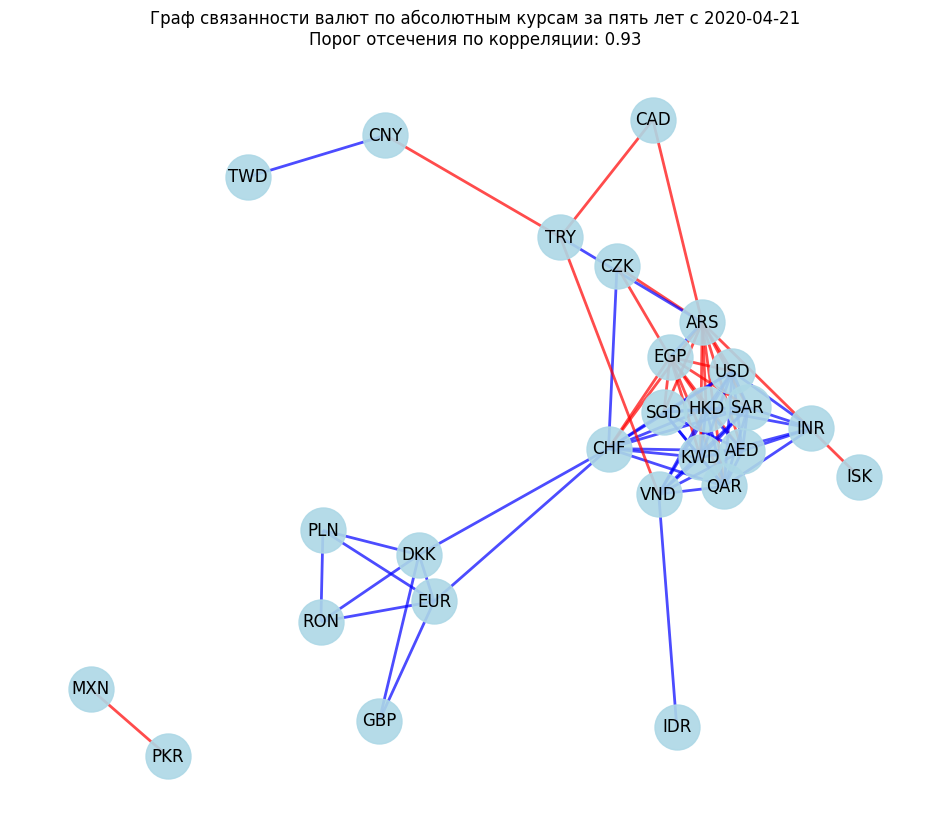 Граф связанности валют по абсолютным курсам за пять лет с 2020-04-21
Порог отсечения по корреляции: 0.93
CAD
CNY
TWD
TRY
CZK
ARS
EGP
USD
SGD
HKD
SAR
INR
CHF
KWD
AED
ISK
VND
QAR
PLN
DKK
EUR
RON
MXN
GBP
IDR
PKR